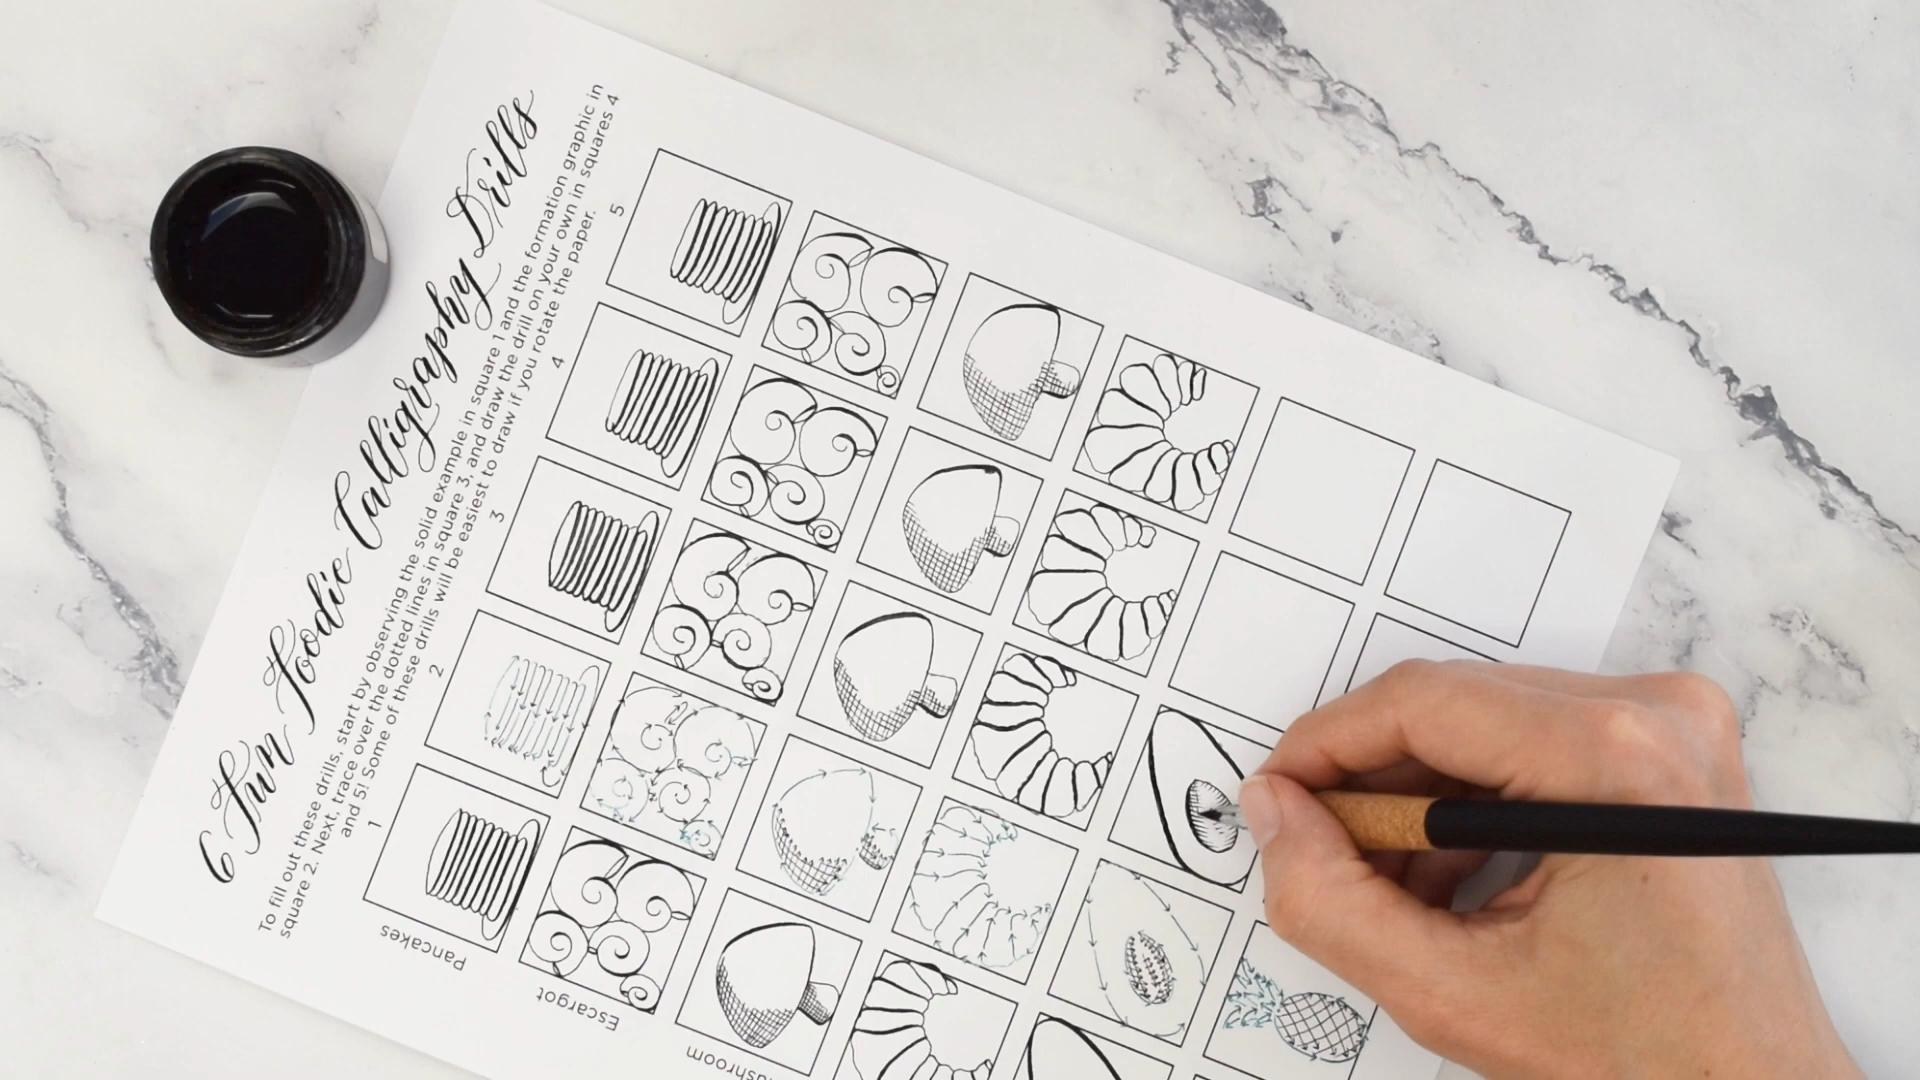 6 Fun Foodie Calligraphy Drills
To fill out these drills, start by observing the solid example in square 1 and the formation graphic in
square 2. Next, trace over the dotted lines in square 3, and draw the drill on your own in squares 4
and 5! Some of these drills will be easiest to draw if you rotate the paper.
1 2 3 4 5
Pancakes
Escargot